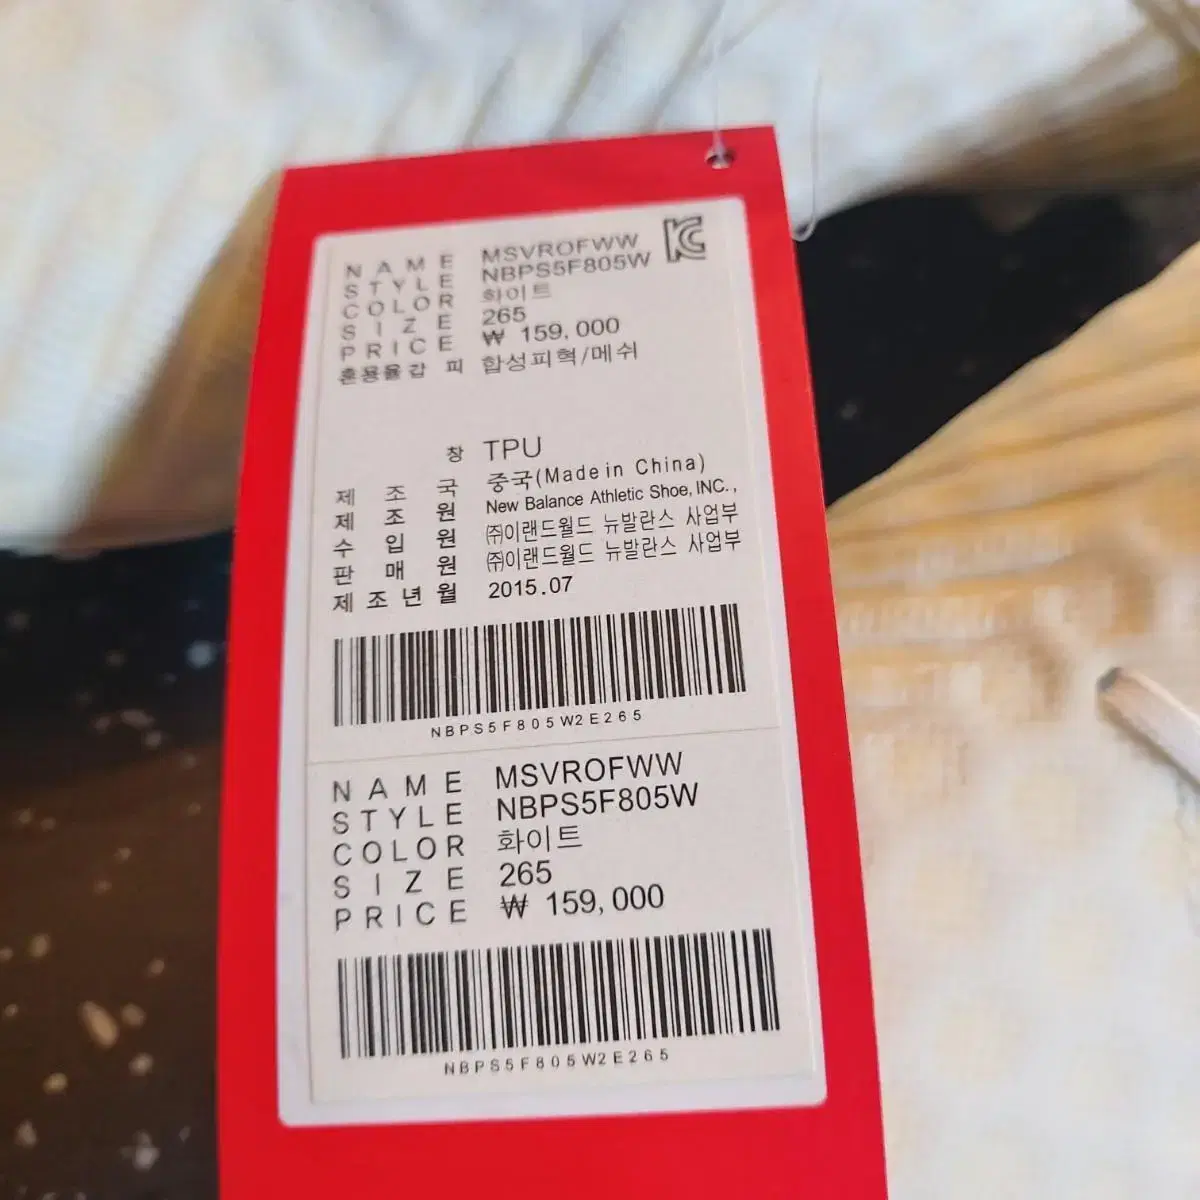 NAME MSVROFWW
STYLE NBPS5F805W
COLOR 화이트
SIZE 265
PRICE ₩ 159,000
혼용율갑 피 합성피혁/메쉬
창 TPU
제 조 국 중국(Made in China)
제 조 원 New Balance Athletic Shoe, INC.,
수 입 원 ㈜이랜드월드 뉴발란스 사업부
판 매 원 ㈜이랜드월드 뉴발란스 사업부
제조년월 2015.07
NBPS5F805W2E265
NAME MSVROFWW
STYLE NBPS5F805W
COLOR 화이트
SIZE 265
PRICE ₩ 159,000
NBPS5F805W2E265